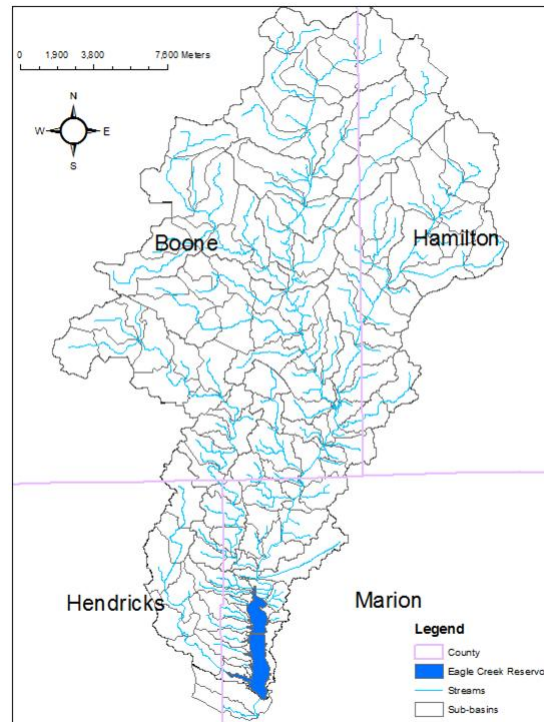 0 1,900 3,800 7,600 Meters
N
W E
S
Boone
Hamilton
Hendricks
Marion
Legend
County
Eagle Creek Reservo
Streams
Sub-basins